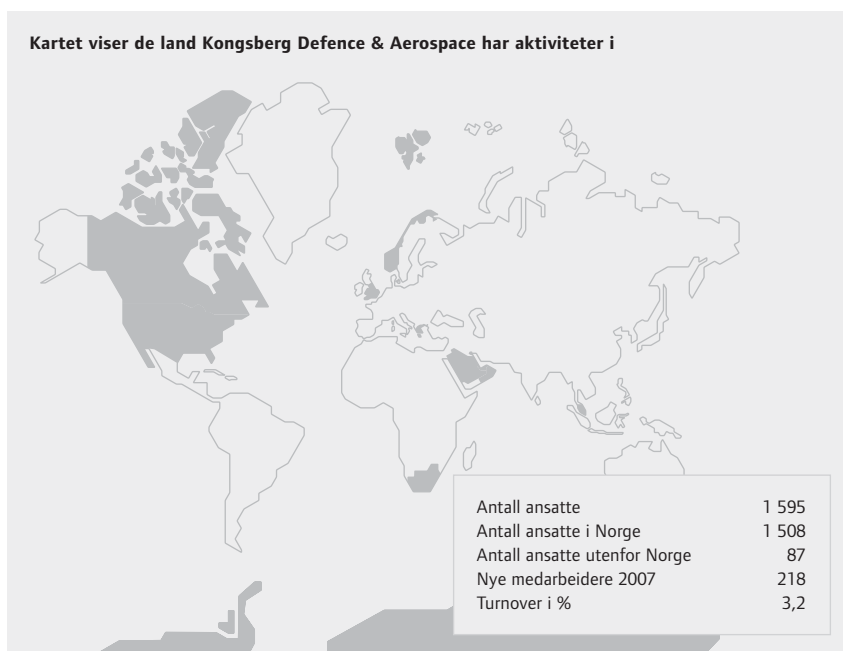 Kartet viser de land Kongsberg Defence & Aerospace har aktiviteter i
Antall ansatte 1 595
Antall ansatte i Norge 1 508
Antall ansatte utenfor Norge 87
Nye medarbeidere 2007 218
Turnover i % 3,2